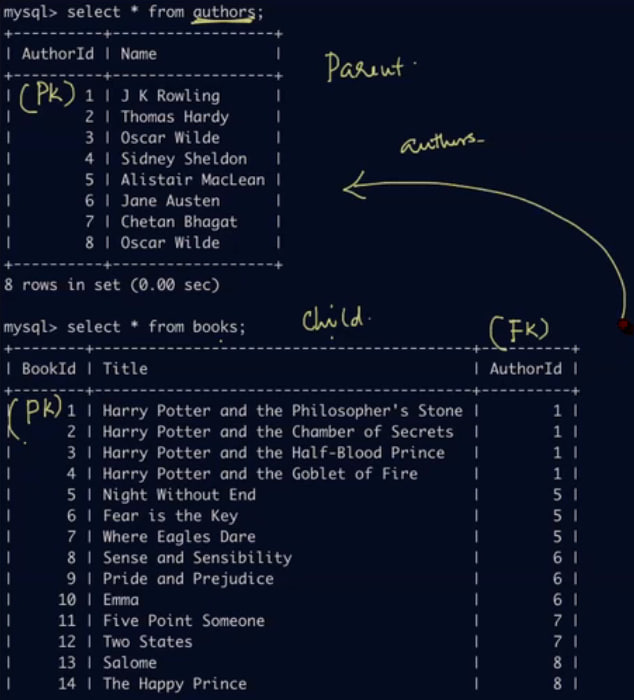 mysql> select * from authors;
+----------+------------------+
| AuthorId | Name             |
+----------+------------------+
| (PK) 1 | J K Rowling      |
|        2 | Thomas Hardy     |
|        3 | Oscar Wilde      |
|        4 | Sidney Sheldon   |
|        5 | Alistair MacLean |
|        6 | Jane Austen      |
|        7 | Chetan Bhagat    |
|        8 | Oscar Wilde      |
+----------+------------------+
8 rows in set (0.00 sec)
Parent.
authors
mysql> select * from books;
Child.
(FK)
+--------+------------------------------------------+----------+
| BookId | Title                                    | AuthorId |
+--------+------------------------------------------+----------+
| (PK) 1 | Harry Potter and the Philosopher's Stone |        1 |
|      2 | Harry Potter and the Chamber of Secrets  |        1 |
|      3 | Harry Potter and the Half-Blood Prince   |        1 |
|      4 | Harry Potter and the Goblet of Fire      |        1 |
|      5 | Night Without End                        |        5 |
|      6 | Fear is the Key                          |        5 |
|      7 | Where Eagles Dare                        |        5 |
|      8 | Sense and Sensibility                    |        6 |
|      9 | Pride and Prejudice                      |        6 |
|     10 | Emma                                     |        6 |
|     11 | Five Point Someone                       |        7 |
|     12 | Two States                               |        7 |
|     13 | Salome                                   |        8 |
|     14 | The Happy Prince                         |        8 |